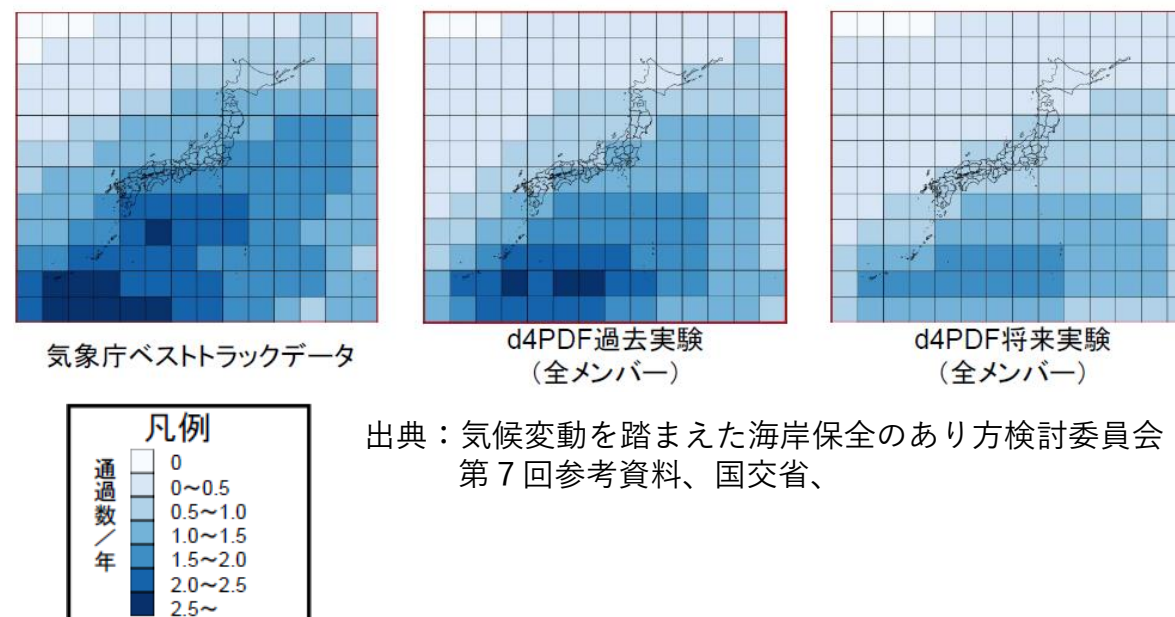 気象庁ベストトラックデータ
d4PDF過去実験
（全メンバー）
d4PDF将来実験
（全メンバー）
凡例
通過数／年
0
0～0.5
0.5～1.0
1.0～1.5
1.5～2.0
2.0～2.5
2.5～
出典：気候変動を踏まえた海岸保全のあり方検討委員会
第７回参考資料、国交省、